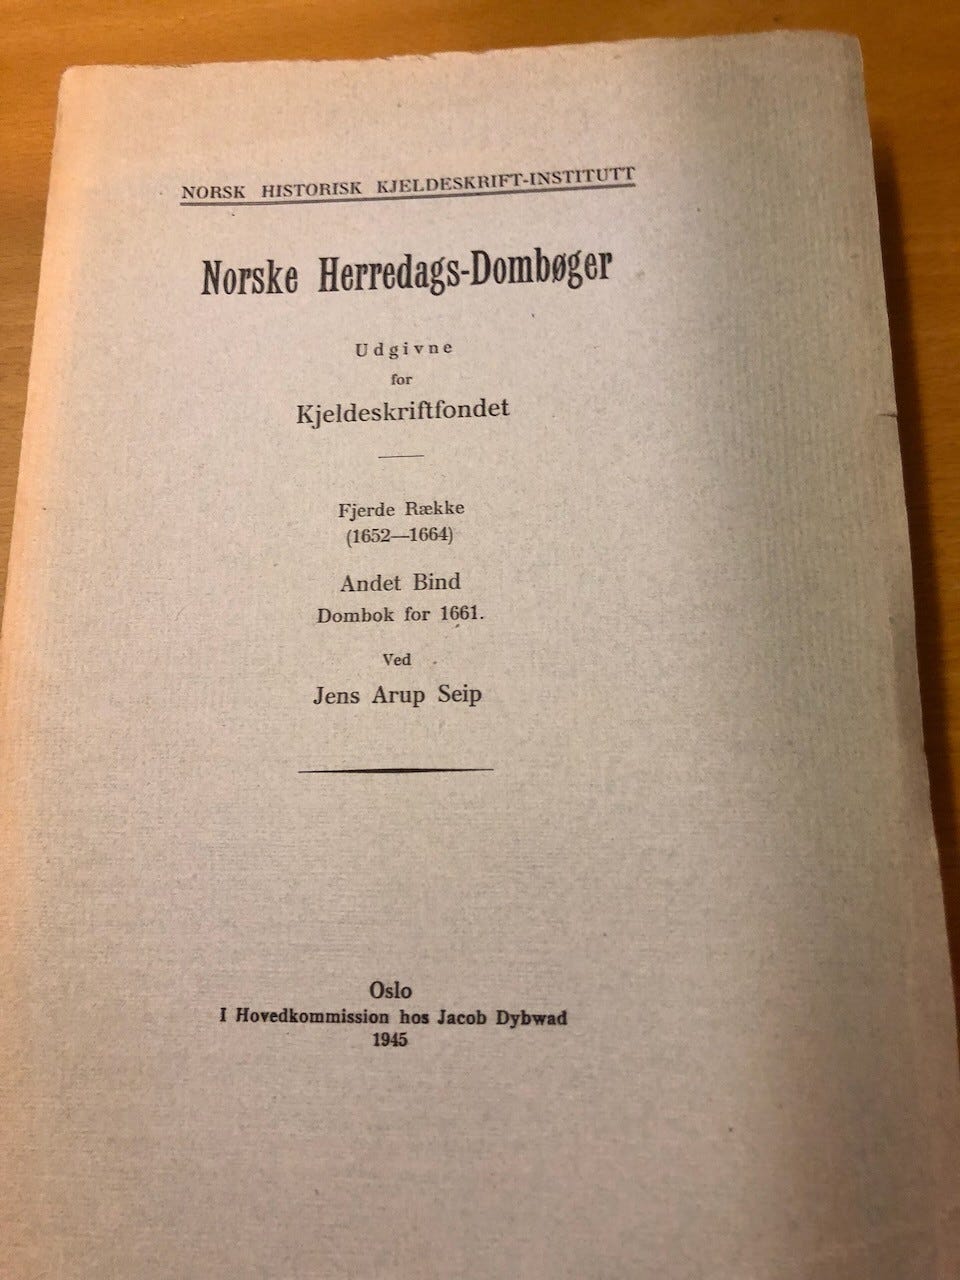 NORSK HISTORISK KJELDESKRIFT-INSTITUTT
Norske Herredags-Dombøger
Udgivne
for
Kjeldeskriftfondet
Fjerde Række
(1652—1664)
Andet Bind
Dombok for 1661.
Ved
Jens Arup Seip
Oslo
I Hovedkommission hos Jacob Dybwad
1945